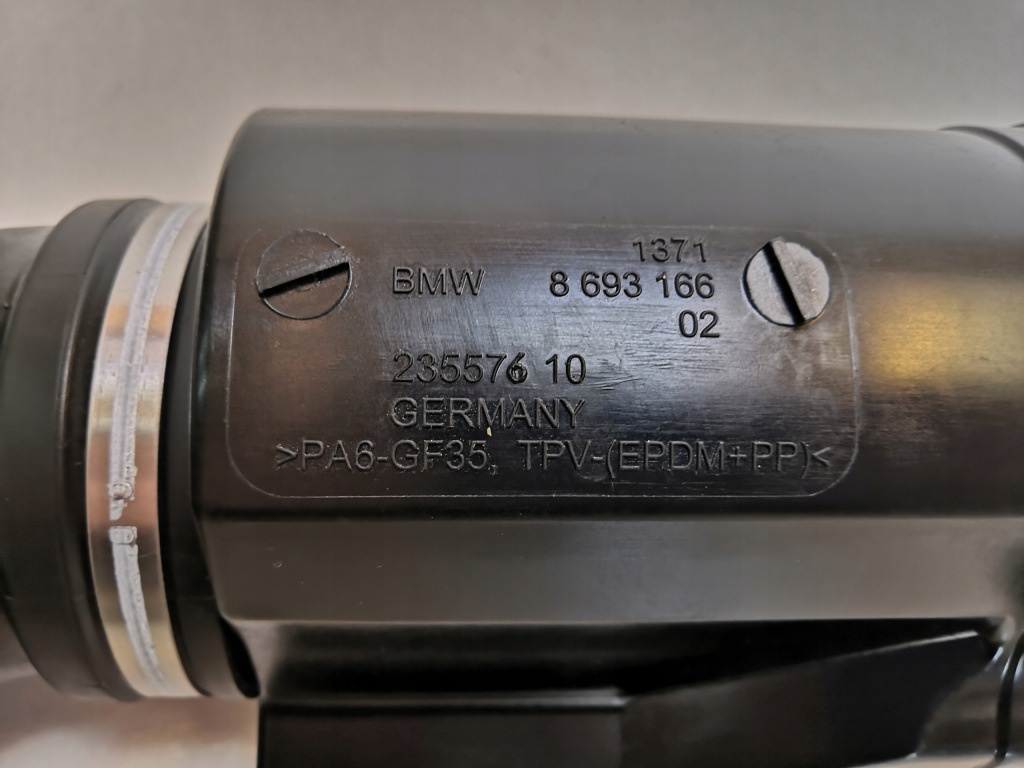 1371
BMW 8 693 166
02
235576 10
GERMANY
>PA6-GF35, TPV-(EPDM+PP)<